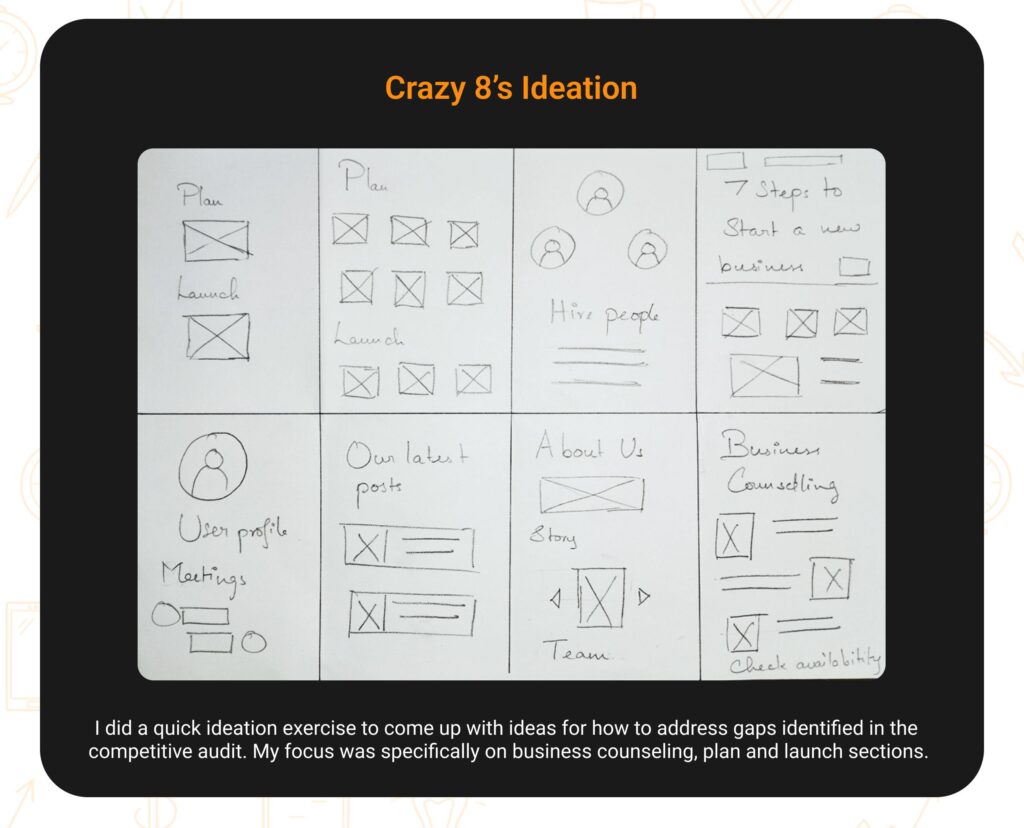 Crazy 8’s Ideation
Plan
Launch
Plan
Launch
Hire people
7 Steps to
Start a new
business
User profile
Meetings
Our latest
posts
About Us
Story
Team
Business
Counselling
Check availability
I did a quick ideation exercise to come up with ideas for how to address gaps identified in the
competitive audit. My focus was specifically on business counseling, plan and launch sections.